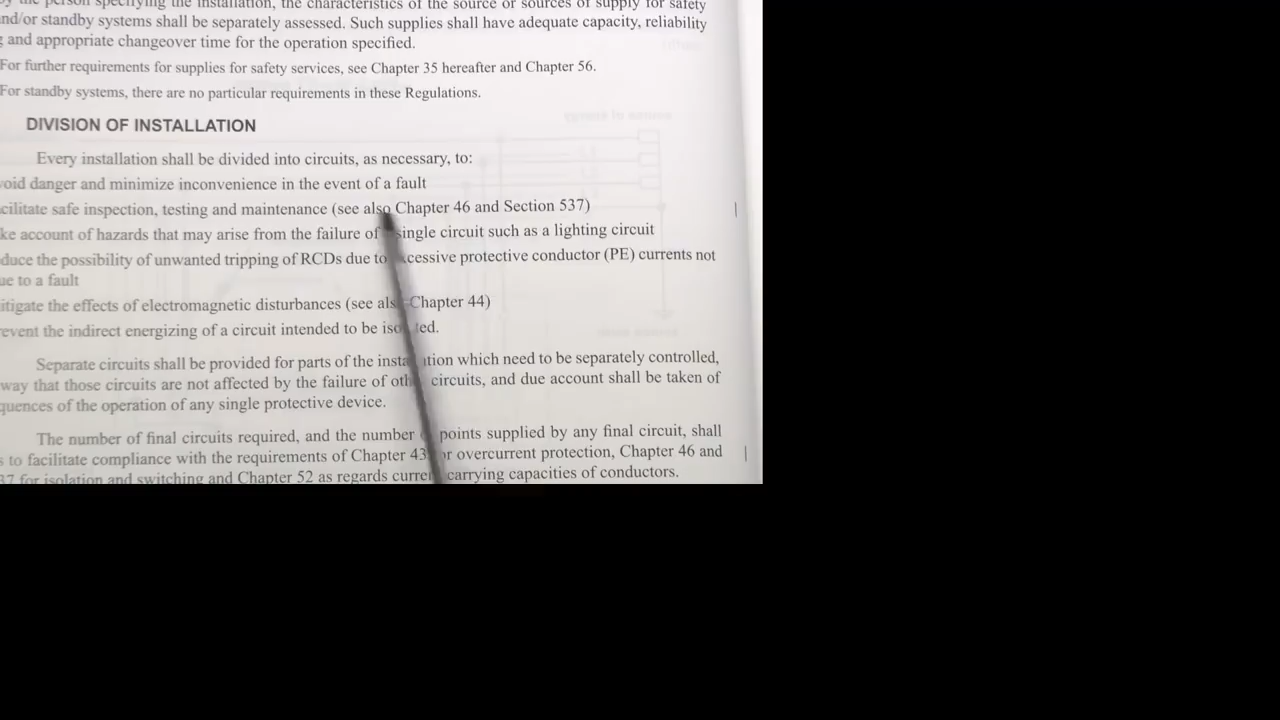 the person specifying the installation, the characteristics of the source or sources of supply for safety
and/or standby systems shall be separately assessed. Such supplies shall have adequate capacity, reliability
and appropriate changeover time for the operation specified.
For further requirements for supplies for safety services, see Chapter 35 hereafter and Chapter 56.
For standby systems, there are no particular requirements in these Regulations.
DIVISION OF INSTALLATION
Every installation shall be divided into circuits, as necessary, to:
void danger and minimize inconvenience in the event of a fault
cilitate safe inspection, testing and maintenance (see also Chapter 46 and Section 537)
ke account of hazards that may arise from the failure of single circuit such as a lighting circuit
duce the possibility of unwanted tripping of RCDs due to xcessive protective conductor (PE) currents not
ue to a fault
itigate the effects of electromagnetic disturbances (see als Chapter 44)
revent the indirect energizing of a circuit intended to be iso ted.
Separate circuits shall be provided for parts of the insta ation which need to be separately controlled,
way that those circuits are not affected by the failure of oth circuits, and due account shall be taken of
quences of the operation of any single protective device.
The number of final circuits required, and the number points supplied by any final circuit, shall
s to facilitate compliance with the requirements of Chapter 43 or overcurrent protection, Chapter 46 and
37 for isolation and switching and Chapter 52 as regards curren carrying capacities of conductors.